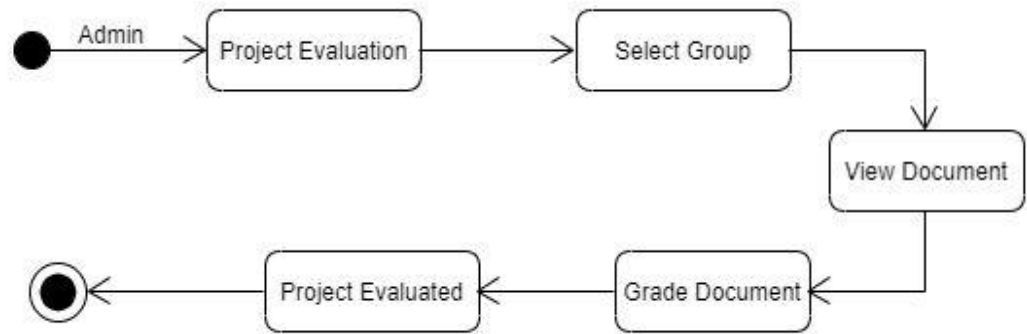 Admin
Project Evaluation
Select Group
View Document
Grade Document
Project Evaluated